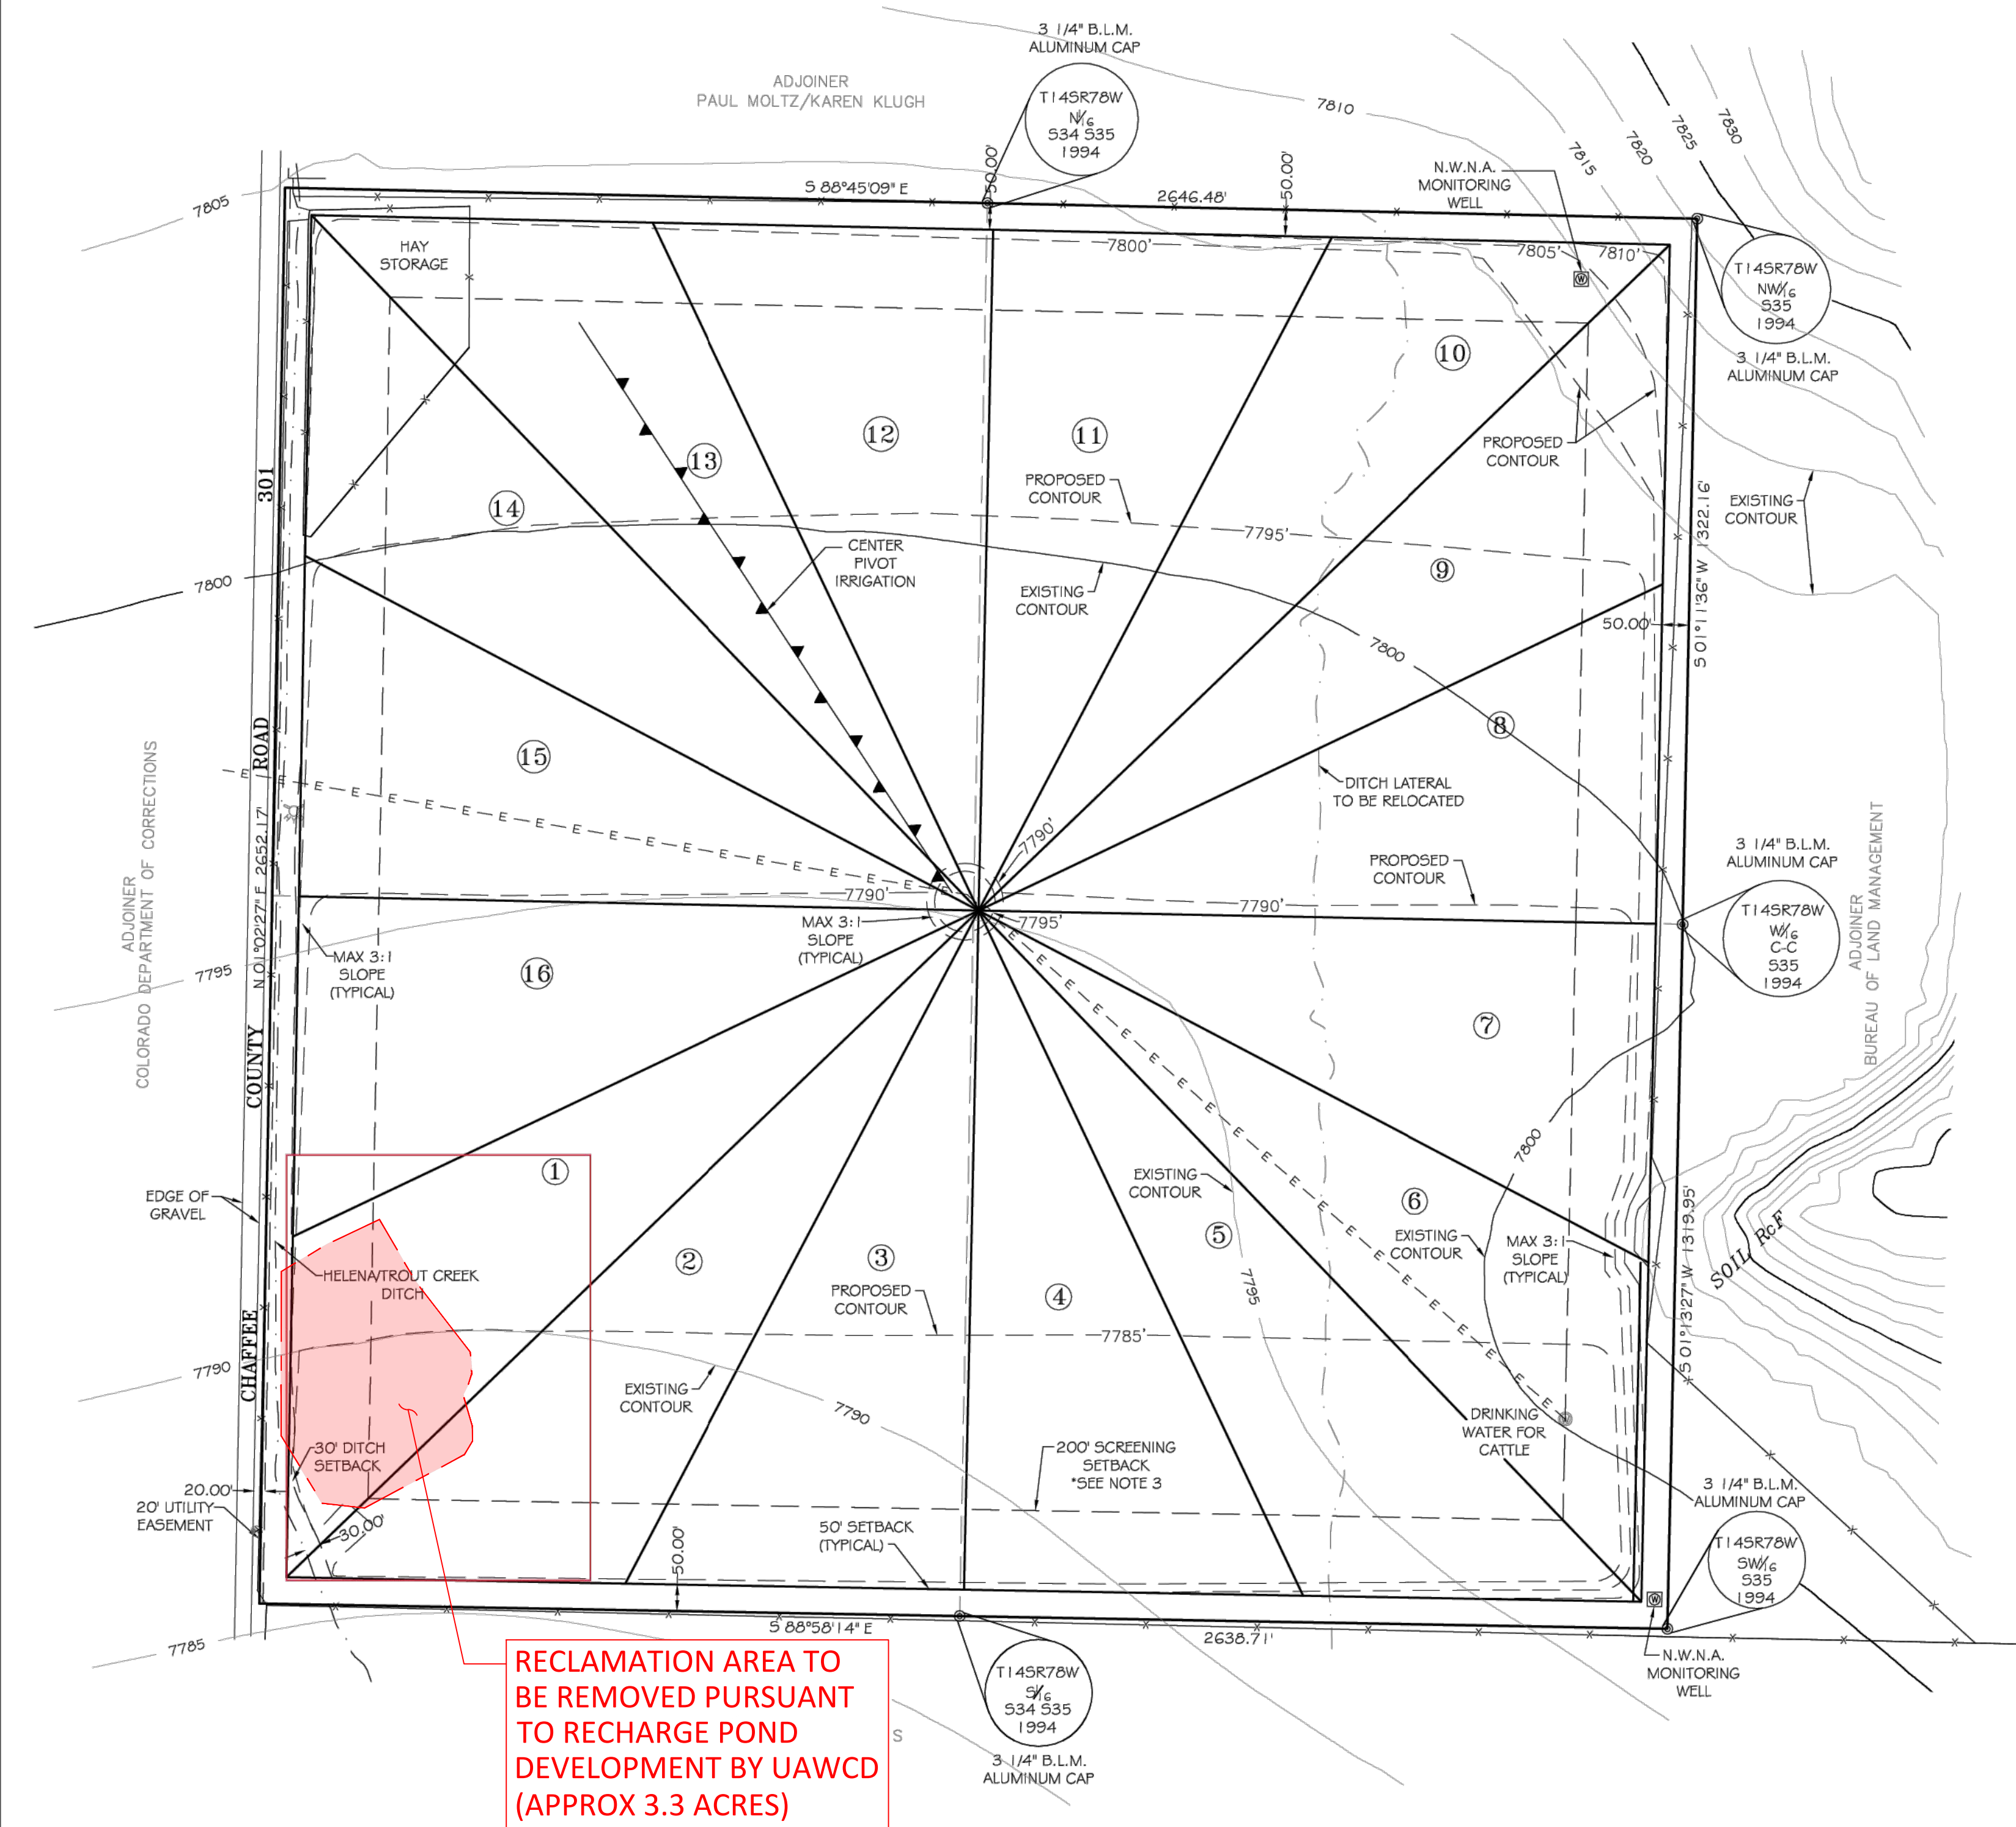 3 1/4" B.L.M.
ALUMINUM CAP
ADJOINER
PAUL MOLTZ/KAREN KLUGH
T14SR78W
N1/16
S34 S35
1994
7810
7815
7820
7825
7830
N.W.N.A.
MONITORING
WELL
W
7805
S 88°45'09" E
50.00'
2646.48'
50.00'
HAY
STORAGE
7800'
7805'
7810'
T14SR78W
NW1/16
S35
1994
3 1/4" B.L.M.
ALUMINUM CAP
10
12
11
13
14
PROPOSED
CONTOUR
PROPOSED
CONTOUR
7795'
EXISTING
CONTOUR
S 01°11'36" W 1322.16'
301
CENTER
PIVOT
IRRIGATION
EXISTING
CONTOUR
9
7800
50.00'
7800
8
15
DITCH LATERAL
TO BE RELOCATED
ROAD
ADJOINER
COLORADO DEPARTMENT OF CORRECTIONS
N 01°02'27" E 2652.17'
E E E E E E E E E E E E E
7790'
7790'
PROPOSED
CONTOUR
7790'
7795'
MAX 3:1
SLOPE
(TYPICAL)
3 1/4" B.L.M.
ALUMINUM CAP
T14SR78W
W1/16
C-C
S35
1994
ADJOINER
BUREAU OF LAND MANAGEMENT
MAX 3:1
SLOPE
(TYPICAL)
7795
16
7
COUNTY
1
EDGE OF
GRAVEL
HELENA/TROUT CREEK
DITCH
2
3
PROPOSED
CONTOUR
4
5
6
EXISTING
CONTOUR
7800
EXISTING
CONTOUR
MAX 3:1
SLOPE
(TYPICAL)
SOIL RcF
S 01°13'27" W 1319.95'
7795
7785'
7790
CHAFFEE
EXISTING
CONTOUR
7790
DRINKING
WATER FOR
CATTLE
30' DITCH
SETBACK
200' SCREENING
SETBACK
*SEE NOTE 3
20.00'
20' UTILITY
EASEMENT
30.00'
50.00'
50' SETBACK
(TYPICAL)
3 1/4" B.L.M.
ALUMINUM CAP
T14SR78W
SW1/16
S35
1994
W
7785
S 88°58'14" E
2638.71'
N.W.N.A.
MONITORING
WELL
RECLAMATION AREA TO
BE REMOVED PURSUANT
TO RECHARGE POND
DEVELOPMENT BY UAWCD
(APPROX 3.3 ACRES)
S
T14SR78W
S1/16
S34 S35
1994
3 1/4" B.L.M.
ALUMINUM CAP